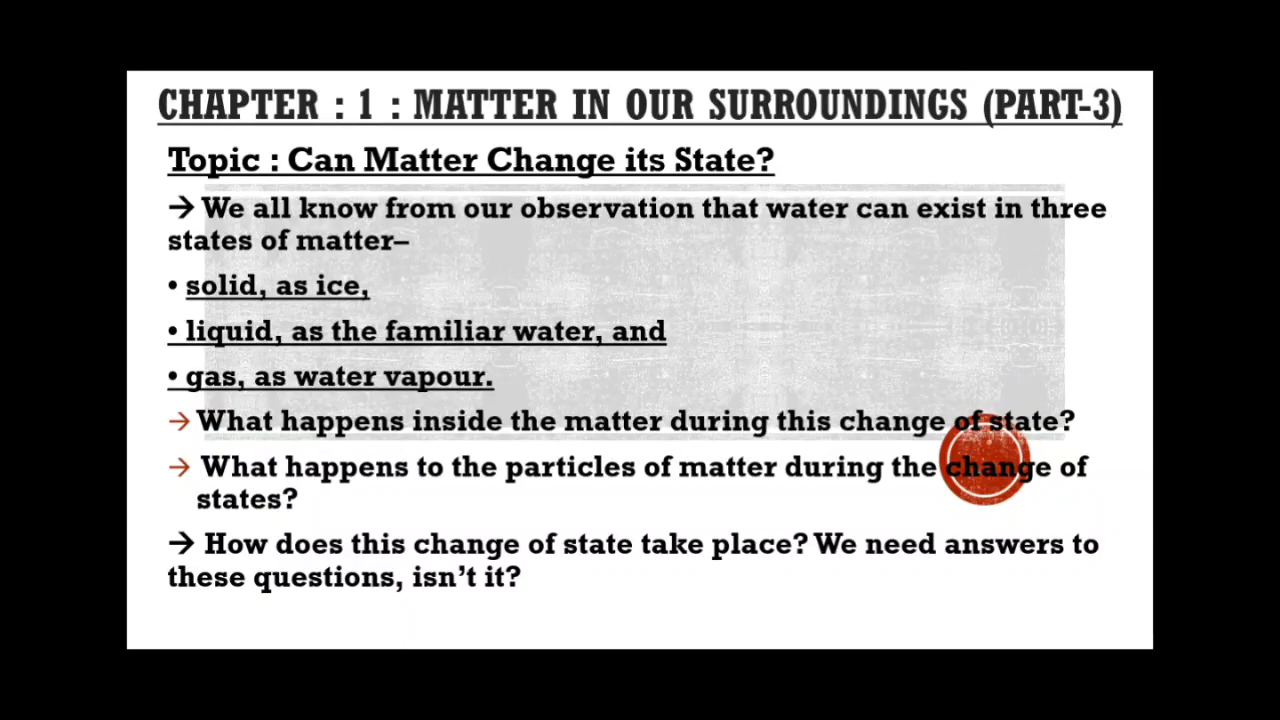 CHAPTER : 1 : MATTER IN OUR SURROUNDINGS (PART-3)
Topic : Can Matter Change its State?
→ We all know from our observation that water can exist in three
states of matter–
• solid, as ice,
• liquid, as the familiar water, and
• gas, as water vapour.
→ What happens inside the matter during this change of state?
→ What happens to the particles of matter during the change of
states?
→ How does this change of state take place? We need answers to
these questions, isn’t it?